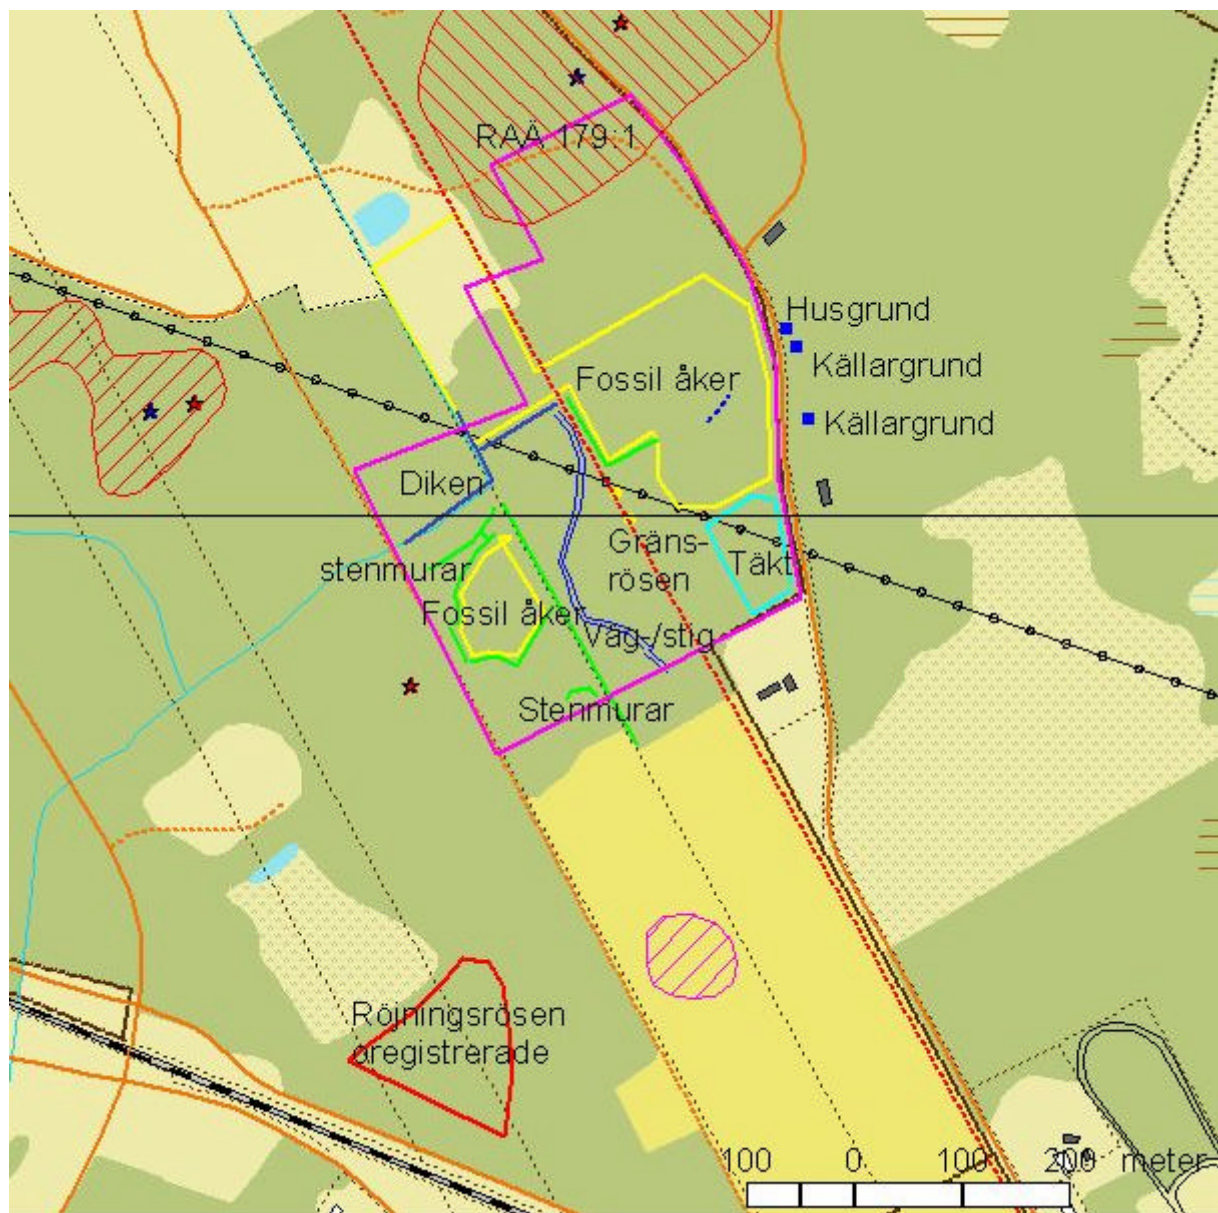 RAÄ 179:1
Husgrund
Källargrund
Fossil åker
Källargrund
Diken
Gräns-
rösen
Täkt
stenmurar
Fossil åker
Väg-/stig
Stenmurar
Röjningsrösen
oregistrerade
100 0 100 200 meter